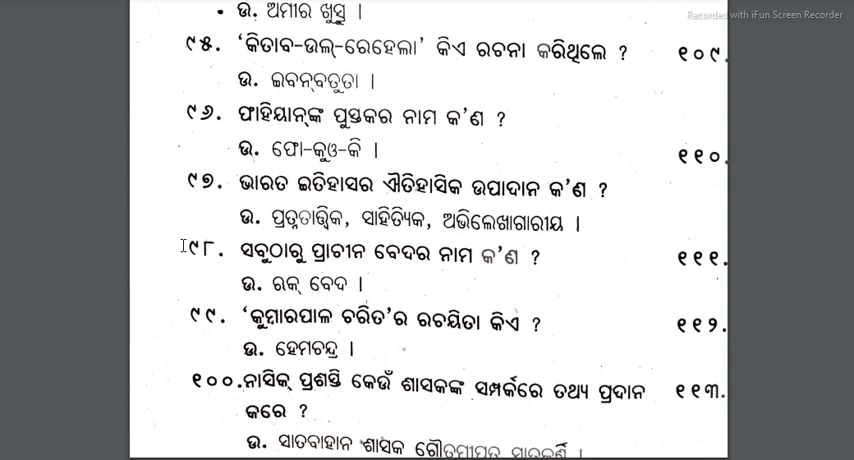 • ଉ. ଅମୀର ଖୁସ୍ରୁ ।
Recorded with iFun Screen Recorder
୯୫. ‘କିତାବ-ଉଲ୍-ରେହେଲା’ କିଏ ରଚନା କରିଥିଲେ ? ୧୦୯.
ଉ. ଇବନ୍‌ବତୁତା ।
୯୬. ଫାହିୟାନ୍‌ଙ୍କ ପୁସ୍ତକର ନାମ କ’ଣ ?
ଉ. ଫୋ-କୁଓ-କି । ୧୧୦.
୯୭. ଭାରତ ଇତିହାସର ଐତିହାସିକ ଉପାଦାନ କ’ଣ ?
ଉ. ପ୍ରତ୍ନତାତ୍ତ୍ୱିକ, ସାହିତ୍ୟିକ, ଅଭିଲେଖାଗାରୀୟ ।
୯୮. ସବୁଠାରୁ ପ୍ରାଚୀନ ବେଦର ନାମ କ’ଣ ? ୧୧୧.
ଉ. ଋକ୍ ବେଦ ।
୯୯. ‘କୁମାରପାଳ ଚରିତ’ର ରଚୟିତା କିଏ ? ୧୧୨.
ଉ. ହେମଚନ୍ଦ୍ର ।
୧୦୦.ନାସିକ୍ ପ୍ରଶସ୍ତି କେଉଁ ଶାସକଙ୍କ ସମ୍ପର୍କରେ ତଥ୍ୟ ପ୍ରଦାନ ୧୧୩.
କରେ ?
ଉ. ସାତବାହାନ ଶାସକ